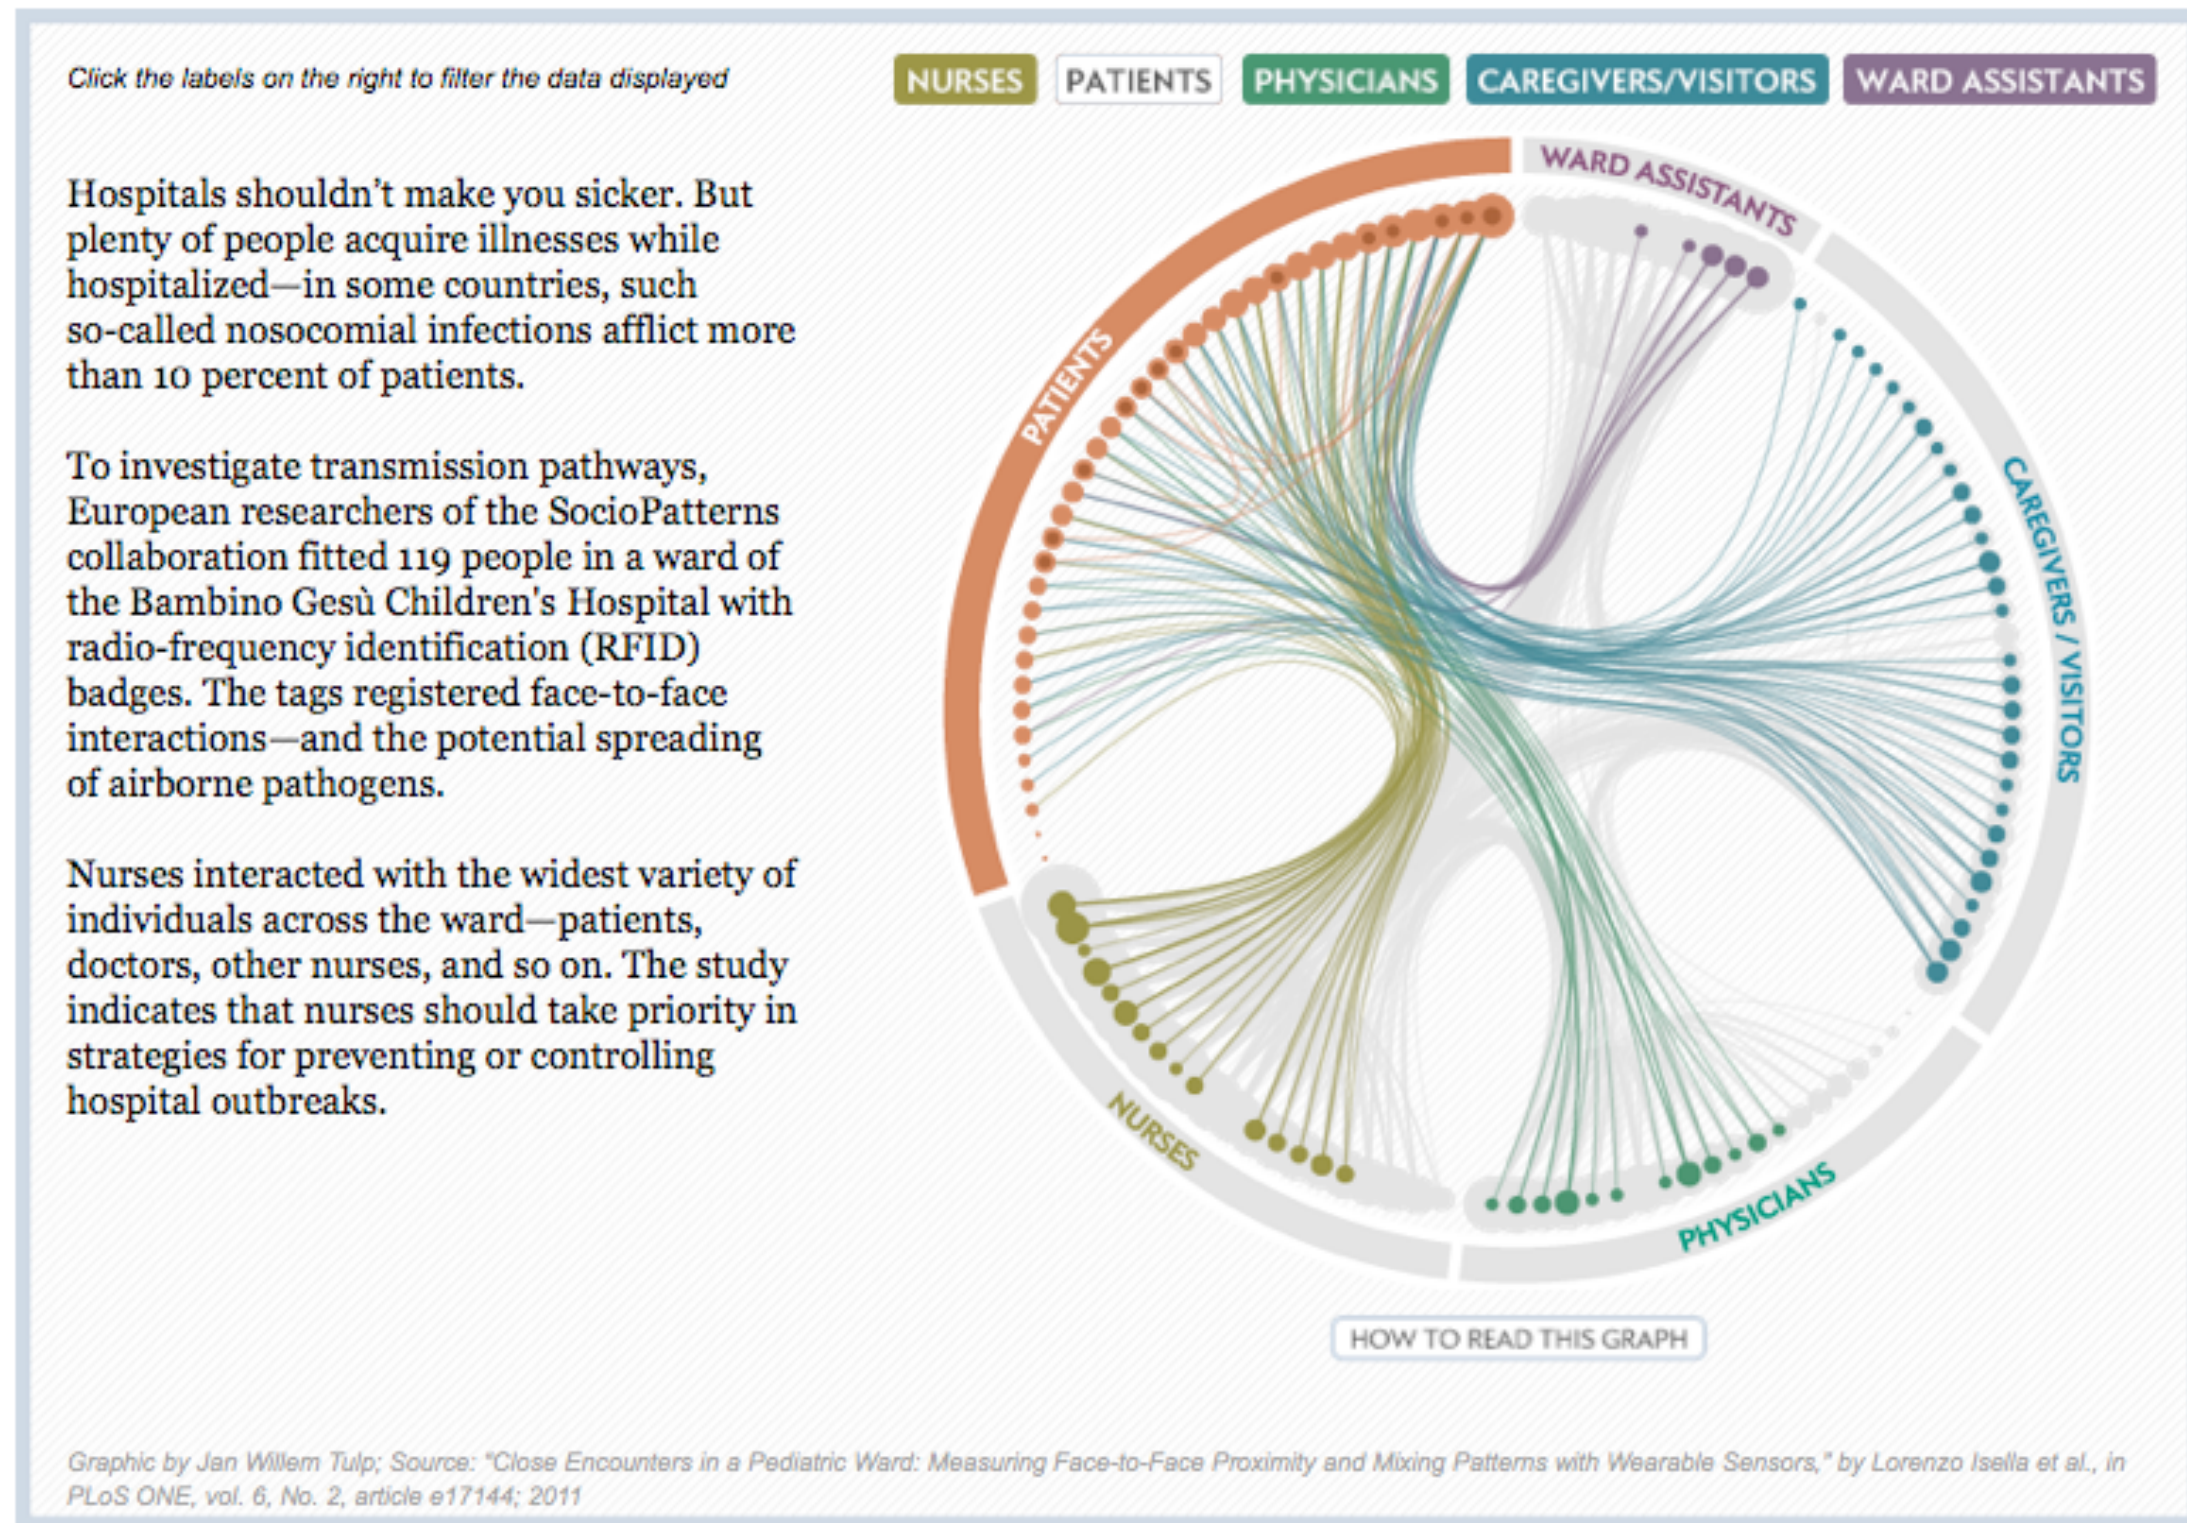 Click the labels on the right to filter the data displayed
NURSES
PATIENTS
PHYSICIANS
CAREGIVERS/VISITORS
WARD ASSISTANTS
Hospitals shouldn't make you sicker. But
plenty of people acquire illnesses while
hospitalized—in some countries, such
so-called nosocomial infections afflict more
than 10 percent of patients.
To investigate transmission pathways,
European researchers of the SocioPatterns
collaboration fitted 119 people in a ward of
the Bambino Gesù Children's Hospital with
radio-frequency identification (RFID)
badges. The tags registered face-to-face
interactions—and the potential spreading
of airborne pathogens.
Nurses interacted with the widest variety of
individuals across the ward—patients,
doctors, other nurses, and so on. The study
indicates that nurses should take priority in
strategies for preventing or controlling
hospital outbreaks.
WARD ASSISTANTS
PATIENTS
CAREGIVERS / VISITORS
NURSES
PHYSICIANS
HOW TO READ THIS GRAPH
Graphic by Jan Willem Tulp; Source: "Close Encounters in a Pediatric Ward: Measuring Face-to-Face Proximity and Mixing Patterns with Wearable Sensors," by Lorenzo Isella et al., in
PLoS ONE, vol. 6, No. 2, article e17144; 2011